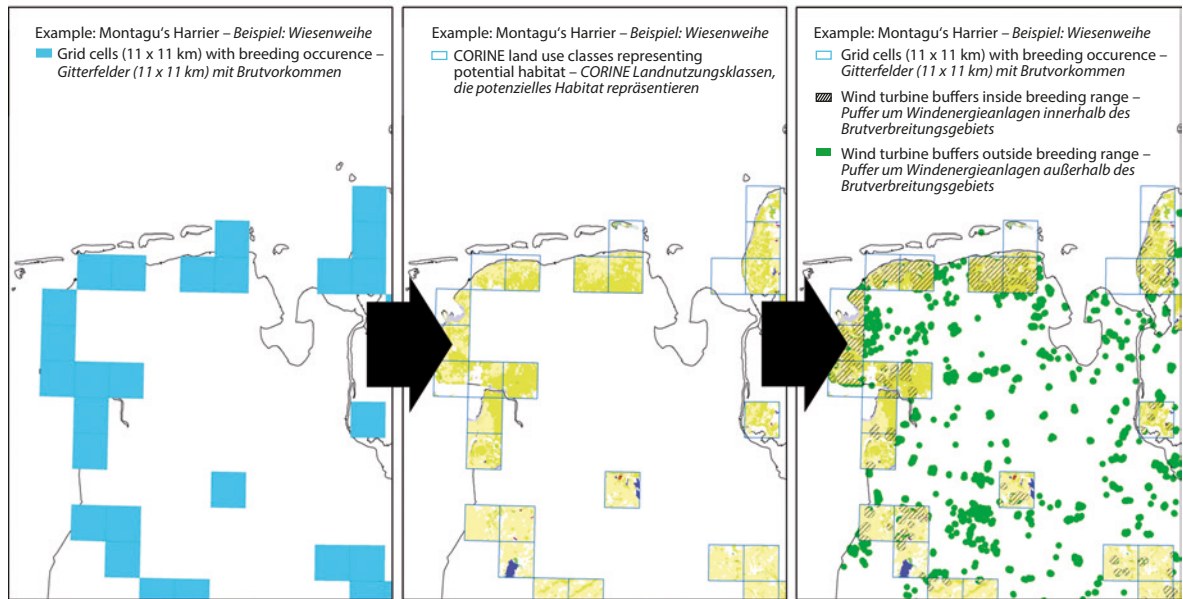 Example: Montagu's Harrier – Beispiel: Wiesenweihe
Grid cells (11 x 11 km) with breeding occurence –
Gitterfelder (11 x 11 km) mit Brutvorkommen
Example: Montagu's Harrier – Beispiel: Wiesenweihe
CORINE land use classes representing
potential habitat – CORINE Landnutzungsklassen,
die potenzielles Habitat repräsentieren
Example: Montagu's Harrier – Beispiel: Wiesenweihe
Grid cells (11 x 11 km) with breeding occurence –
Gitterfelder (11 x 11 km) mit Brutvorkommen
Wind turbine buffers inside breeding range –
Puffer um Windenergieanlagen innerhalb des
Brutverbreitungsgebiets
Wind turbine buffers outside breeding range –
Puffer um Windenergieanlagen außerhalb des
Brutverbreitungsgebiets